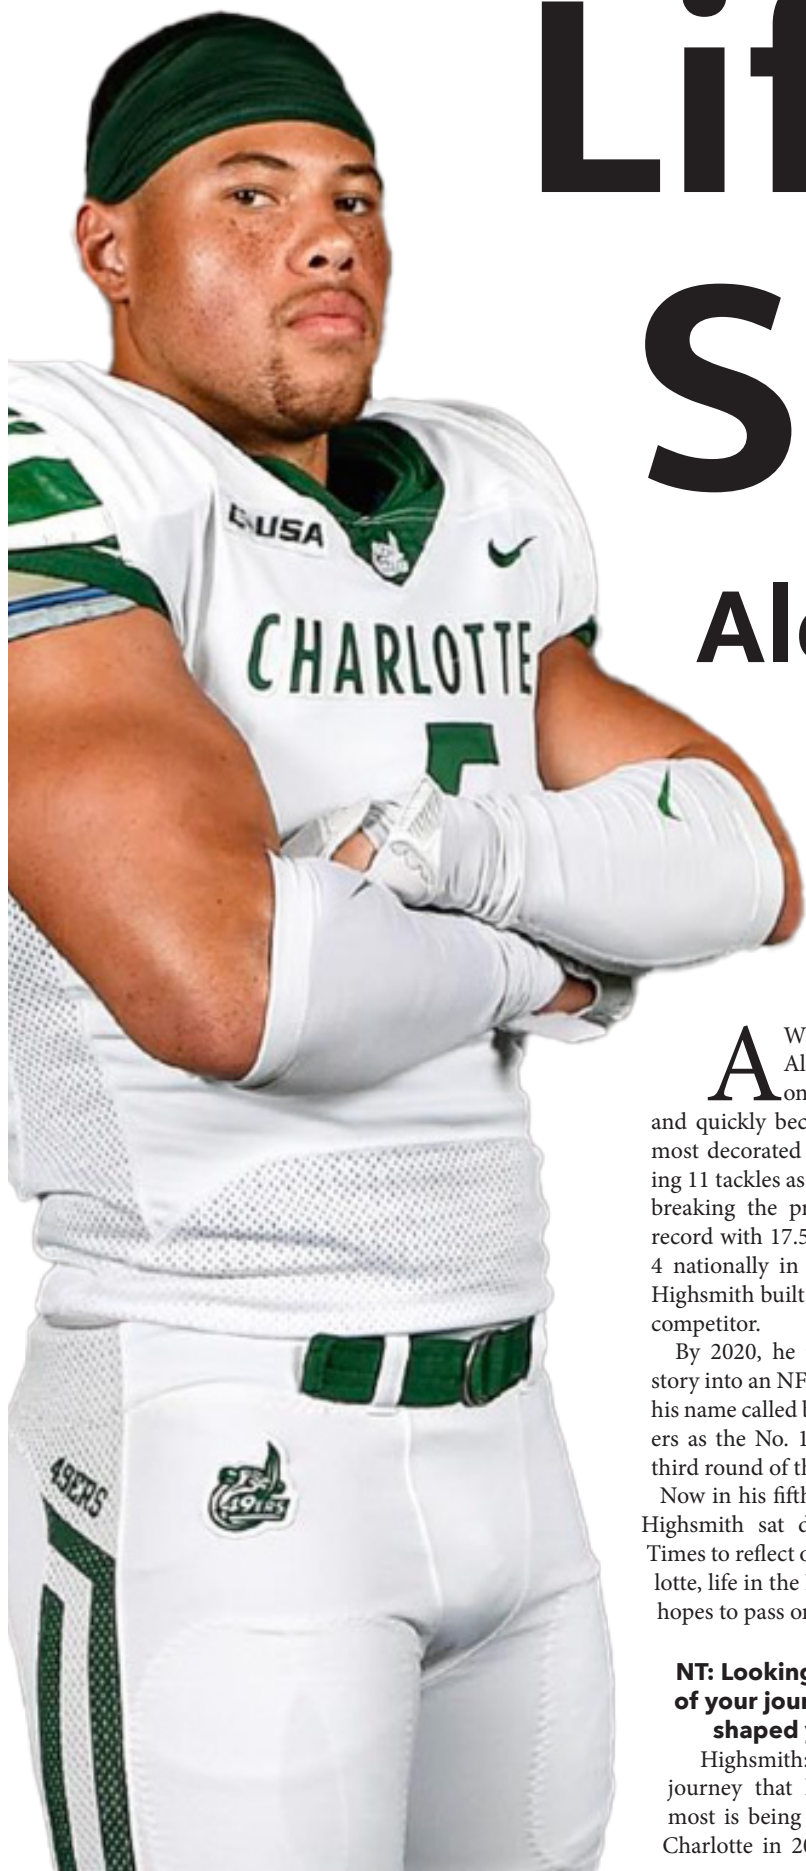 Lif
S
Ale
C-USA
CHARLOTTE
5
49ERS
49ERS
A W
Al
on
and quickly bec
most decorated
ing 11 tackles as
breaking the pr
record with 17.5
4 nationally in
Highsmith built
competitor.
By 2020, he
story into an NF
his name called b
ers as the No. 1
third round of th
Now in his fifth
Highsmith sat d
Times to reflect o
lotte, life in the
hopes to pass on
NT: Looking
of your jour
shaped y
Highsmith:
journey that
most is being
Charlotte in 20